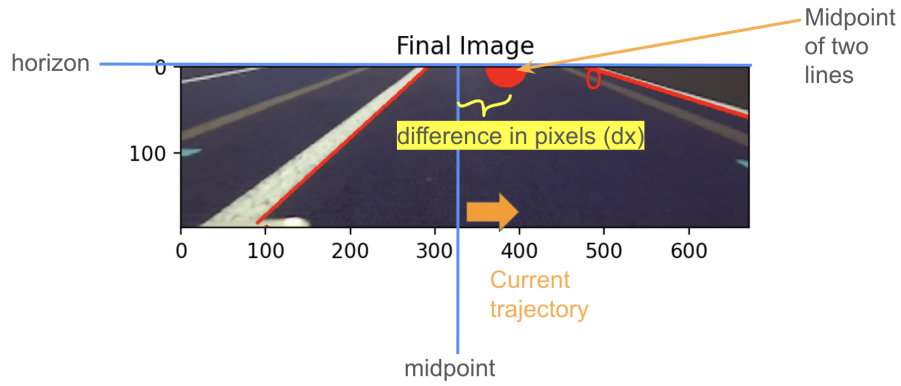 Midpoint
of two
lines
Final Image
horizon
0
0
difference in pixels (dx)
100
0 100 200 300 400 500 600
Current
trajectory
midpoint